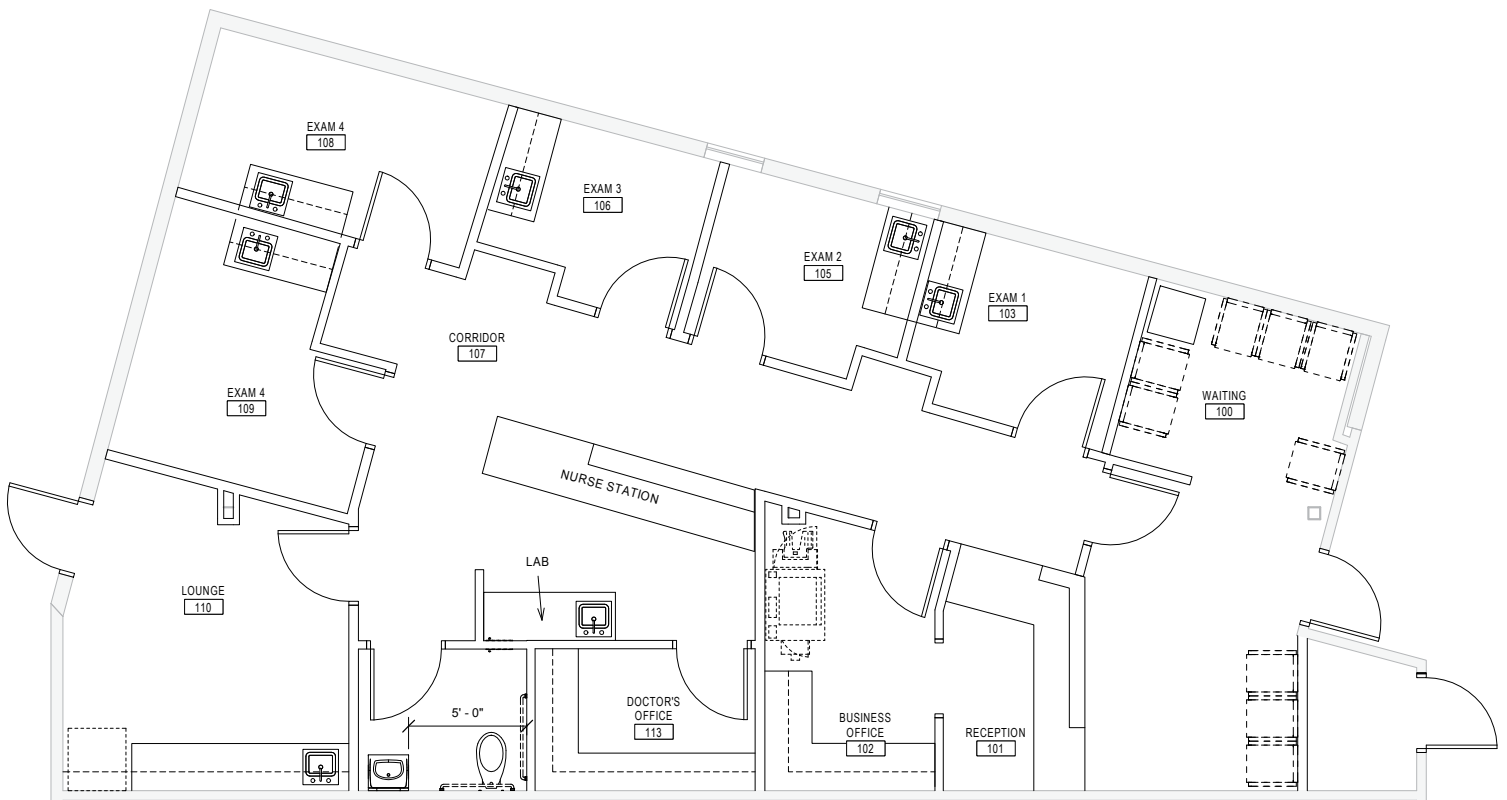 EXAM 4
108
EXAM 3
106
EXAM 2
105
EXAM 1
103
CORRIDOR
107
WAITING
100
EXAM 4
109
NURSE STATION
LAB
LOUNGE
110
5' - 0"
DOCTOR'S
OFFICE
113
BUSINESS
OFFICE
102
RECEPTION
101